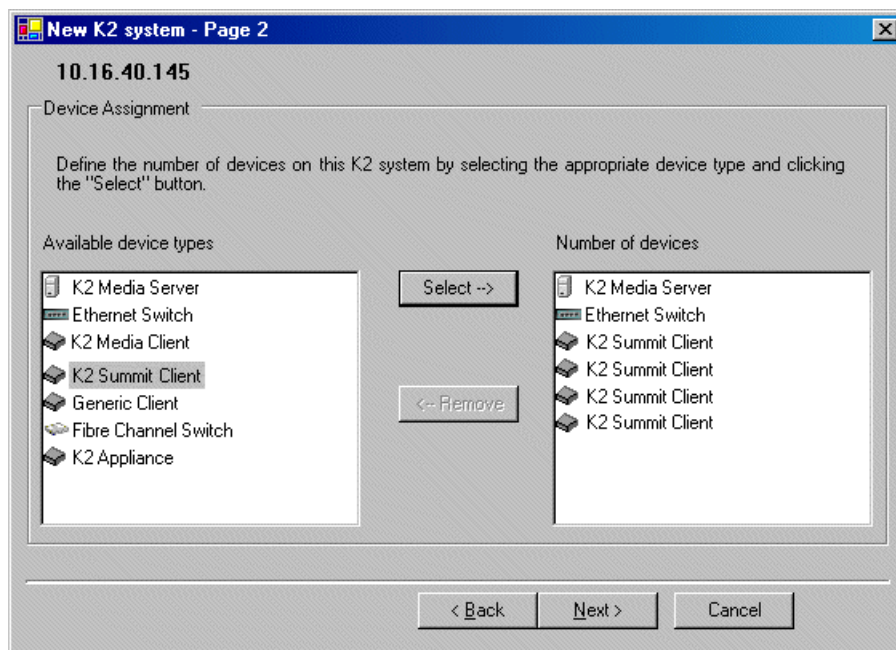 New K2 system - Page 2
10.16.40.145
Device Assignment
Define the number of devices on this K2 system by selecting the appropriate device type and clicking
the "Select" button.
Available device types
K2 Media Server
Ethernet Switch
K2 Media Client
K2 Summit Client
Generic Client
Fibre Channel Switch
K2 Appliance
Select -->
<-- Remove
Number of devices
K2 Media Server
Ethernet Switch
K2 Summit Client
K2 Summit Client
K2 Summit Client
K2 Summit Client
< Back
Next >
Cancel